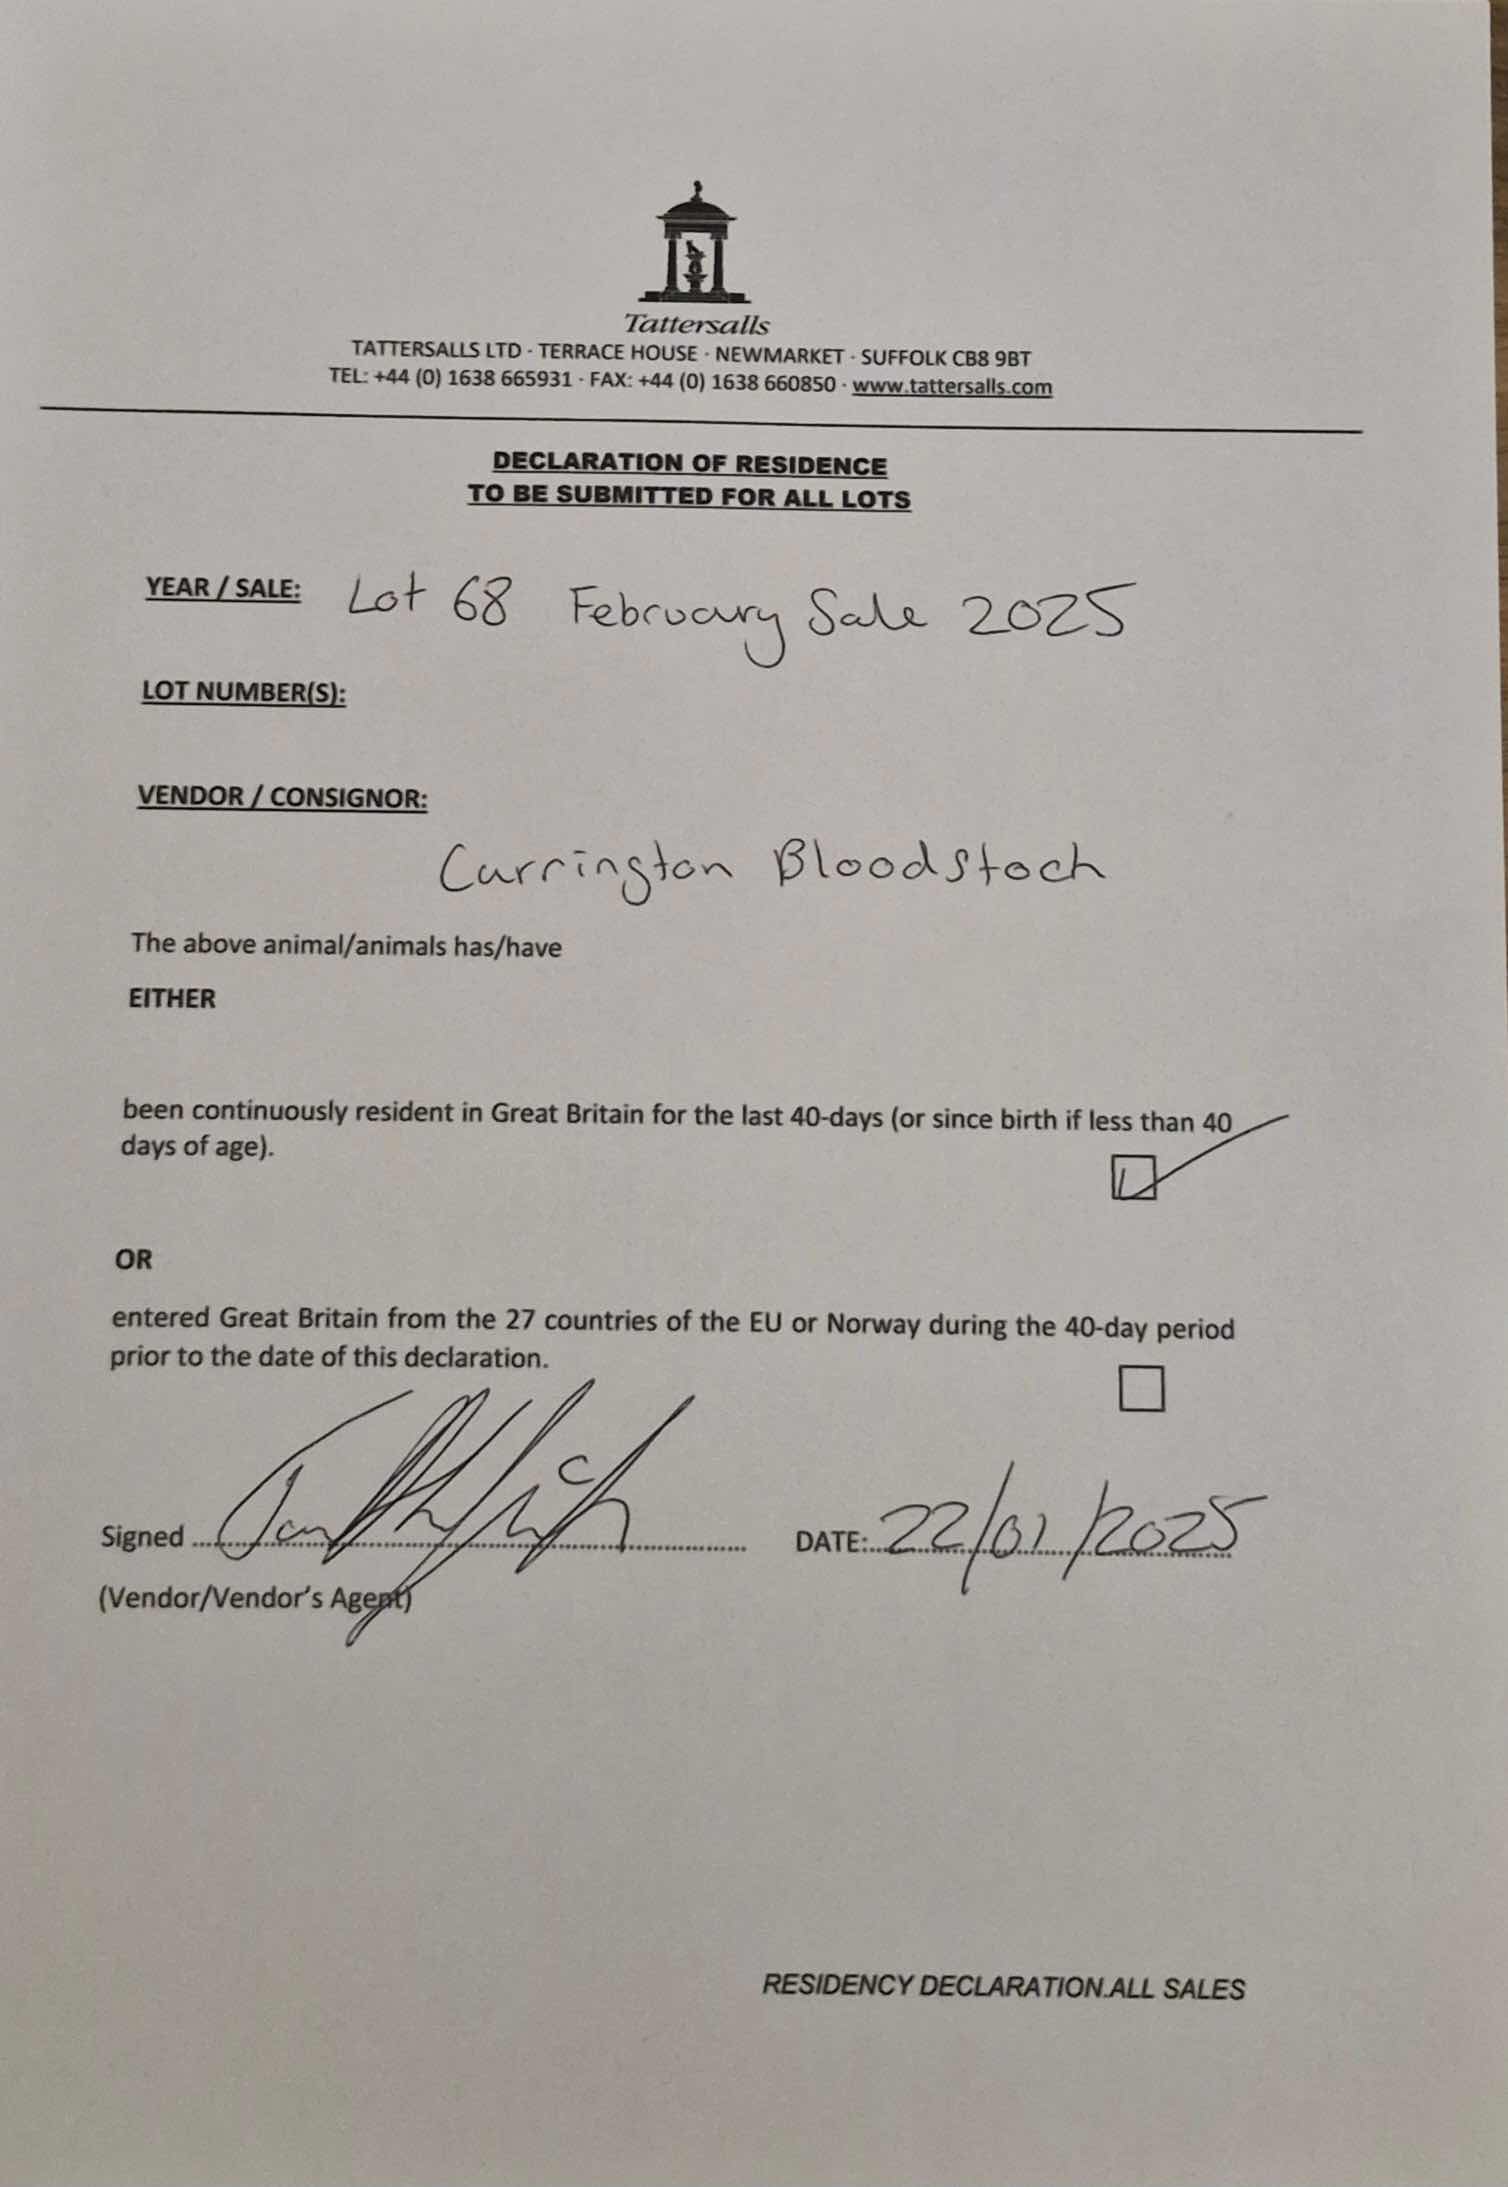 Tattersalls
TATTERSALLS LTD · TERRACE HOUSE · NEWMARKET · SUFFOLK CB8 9BT
TEL: +44 (0) 1638 665931 · FAX: +44 (0) 1638 660850 · www.tattersalls.com
DECLARATION OF RESIDENCE
TO BE SUBMITTED FOR ALL LOTS
YEAR / SALE: Lot 68 February Sale 2025
LOT NUMBER(S):
VENDOR / CONSIGNOR:
Carrington Bloodstock
The above animal/animals has/have
EITHER
been continuously resident in Great Britain for the last 40-days (or since birth if less than 40
days of age).
OR
entered Great Britain from the 27 countries of the EU or Norway during the 40-day period
prior to the date of this declaration.
Signed DATE: 22/01/2025
(Vendor/Vendor's Agent)
RESIDENCY DECLARATION.ALL SALES